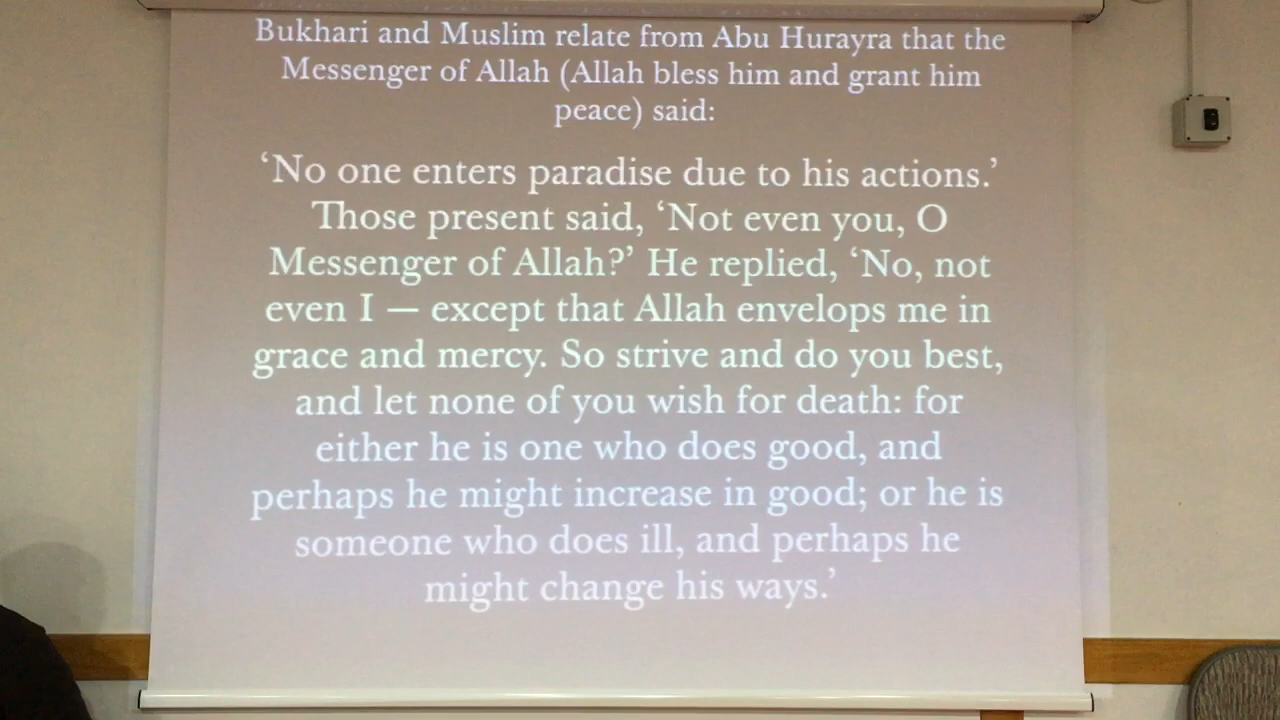 Bukhari and Muslim relate from Abu Hurayra that the
Messenger of Allah (Allah bless him and grant him
peace) said:
‘No one enters paradise due to his actions.’
Those present said, ‘Not even you, O
Messenger of Allah?’ He replied, ‘No, not
even I — except that Allah envelops me in
grace and mercy. So strive and do you best,
and let none of you wish for death: for
either he is one who does good, and
perhaps he might increase in good; or he is
someone who does ill, and perhaps he
might change his ways.’